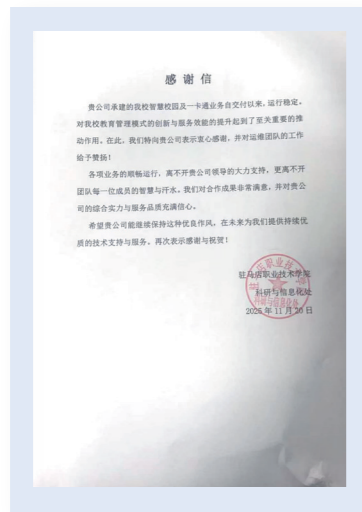 感谢信
贵公司承建的我校智慧校园及一卡通业务自交付以来，运行稳定。
对我校教育管理模式的创新与服务效能的提升起到了至关重要的推
动作用。在此，我们特向贵公司表示衷心感谢，并对运维团队的工作
给予赞扬！
各项业务的顺畅运行，离不开贵公司领导的大力支持，更离不开
团队每一位成员的智慧与汗水。我们对合作成果非常满意，并对贵公
司的综合实力与服务品质充满信心。
希望贵公司能继续保持这种优良作风，在未来为我们提供持续优
质的技术支持与服务。再次表示感谢与祝贺！
驻马店职业技术学院
科研与信息化处
2025 年 11 月 20 日